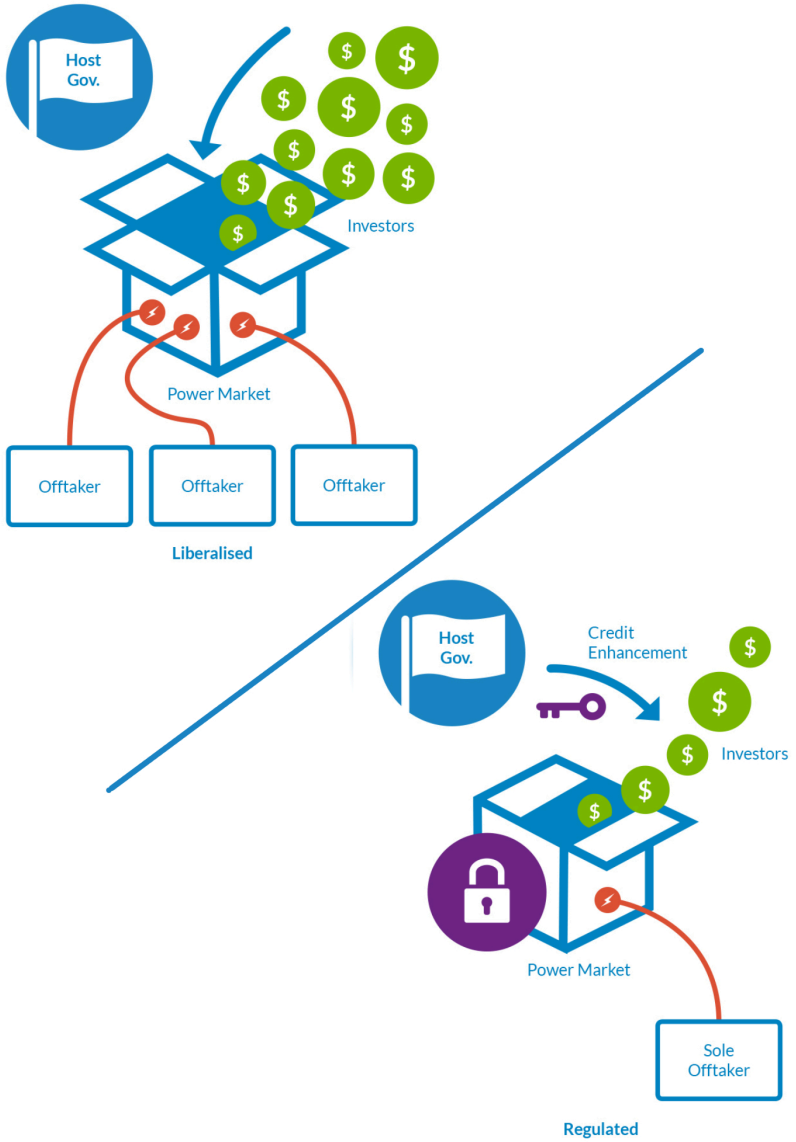 Host
Gov.
$
$
$
$
$
$
$
$
$
$
$
$
Investors
Power Market
Offtaker
Offtaker
Offtaker
Liberalised
Host
Gov.
Credit
Enhancement
$
$
$
Investors
$
$
Power Market
Sole
Offtaker
Regulated